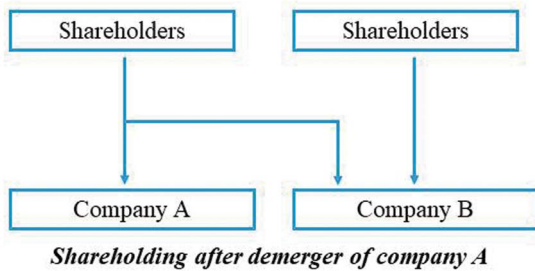 Shareholders
Shareholders
Company A
Company B
Shareholding after demerger of company A